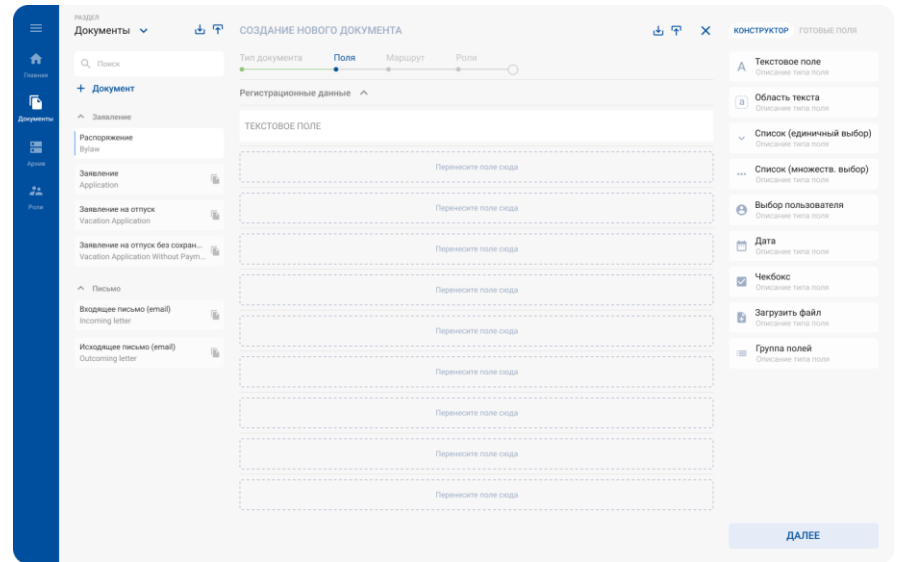 Главная
Документы
Архив
Роли
РАЗДЕЛ
Документы
Поиск
+ Документ
Заявление
Распоряжение
Bylaw
Заявление
Application
Заявление на отпуск
Vacation Application
Заявление на отпуск без сохран...
Vacation Application Without Paym...
Письмо
Входящее письмо (email)
Incoming letter
Исходящее письмо (email)
Outcoming letter
СОЗДАНИЕ НОВОГО ДОКУМЕНТА
Тип документа Поля Маршрут Роли
Регистрационные данные
ТЕКСТОВОЕ ПОЛЕ
Перенесите поле сюда
Перенесите поле сюда
Перенесите поле сюда
Перенесите поле сюда
Перенесите поле сюда
Перенесите поле сюда
Перенесите поле сюда
Перенесите поле сюда
Перенесите поле сюда
КОНСТРУКТОР ГОТОВЫЕ ПОЛЯ
A Текстовое поле
Описание типа поля
a Область текста
Описание типа поля
Список (единичный выбор)
Описание типа поля
Список (множеств. выбор)
Описание типа поля
Выбор пользователя
Описание типа поля
Дата
Описание типа поля
Чекбокс
Описание типа поля
Загрузить файл
Описание типа поля
Группа полей
Описание типа поля
ДАЛЕЕ